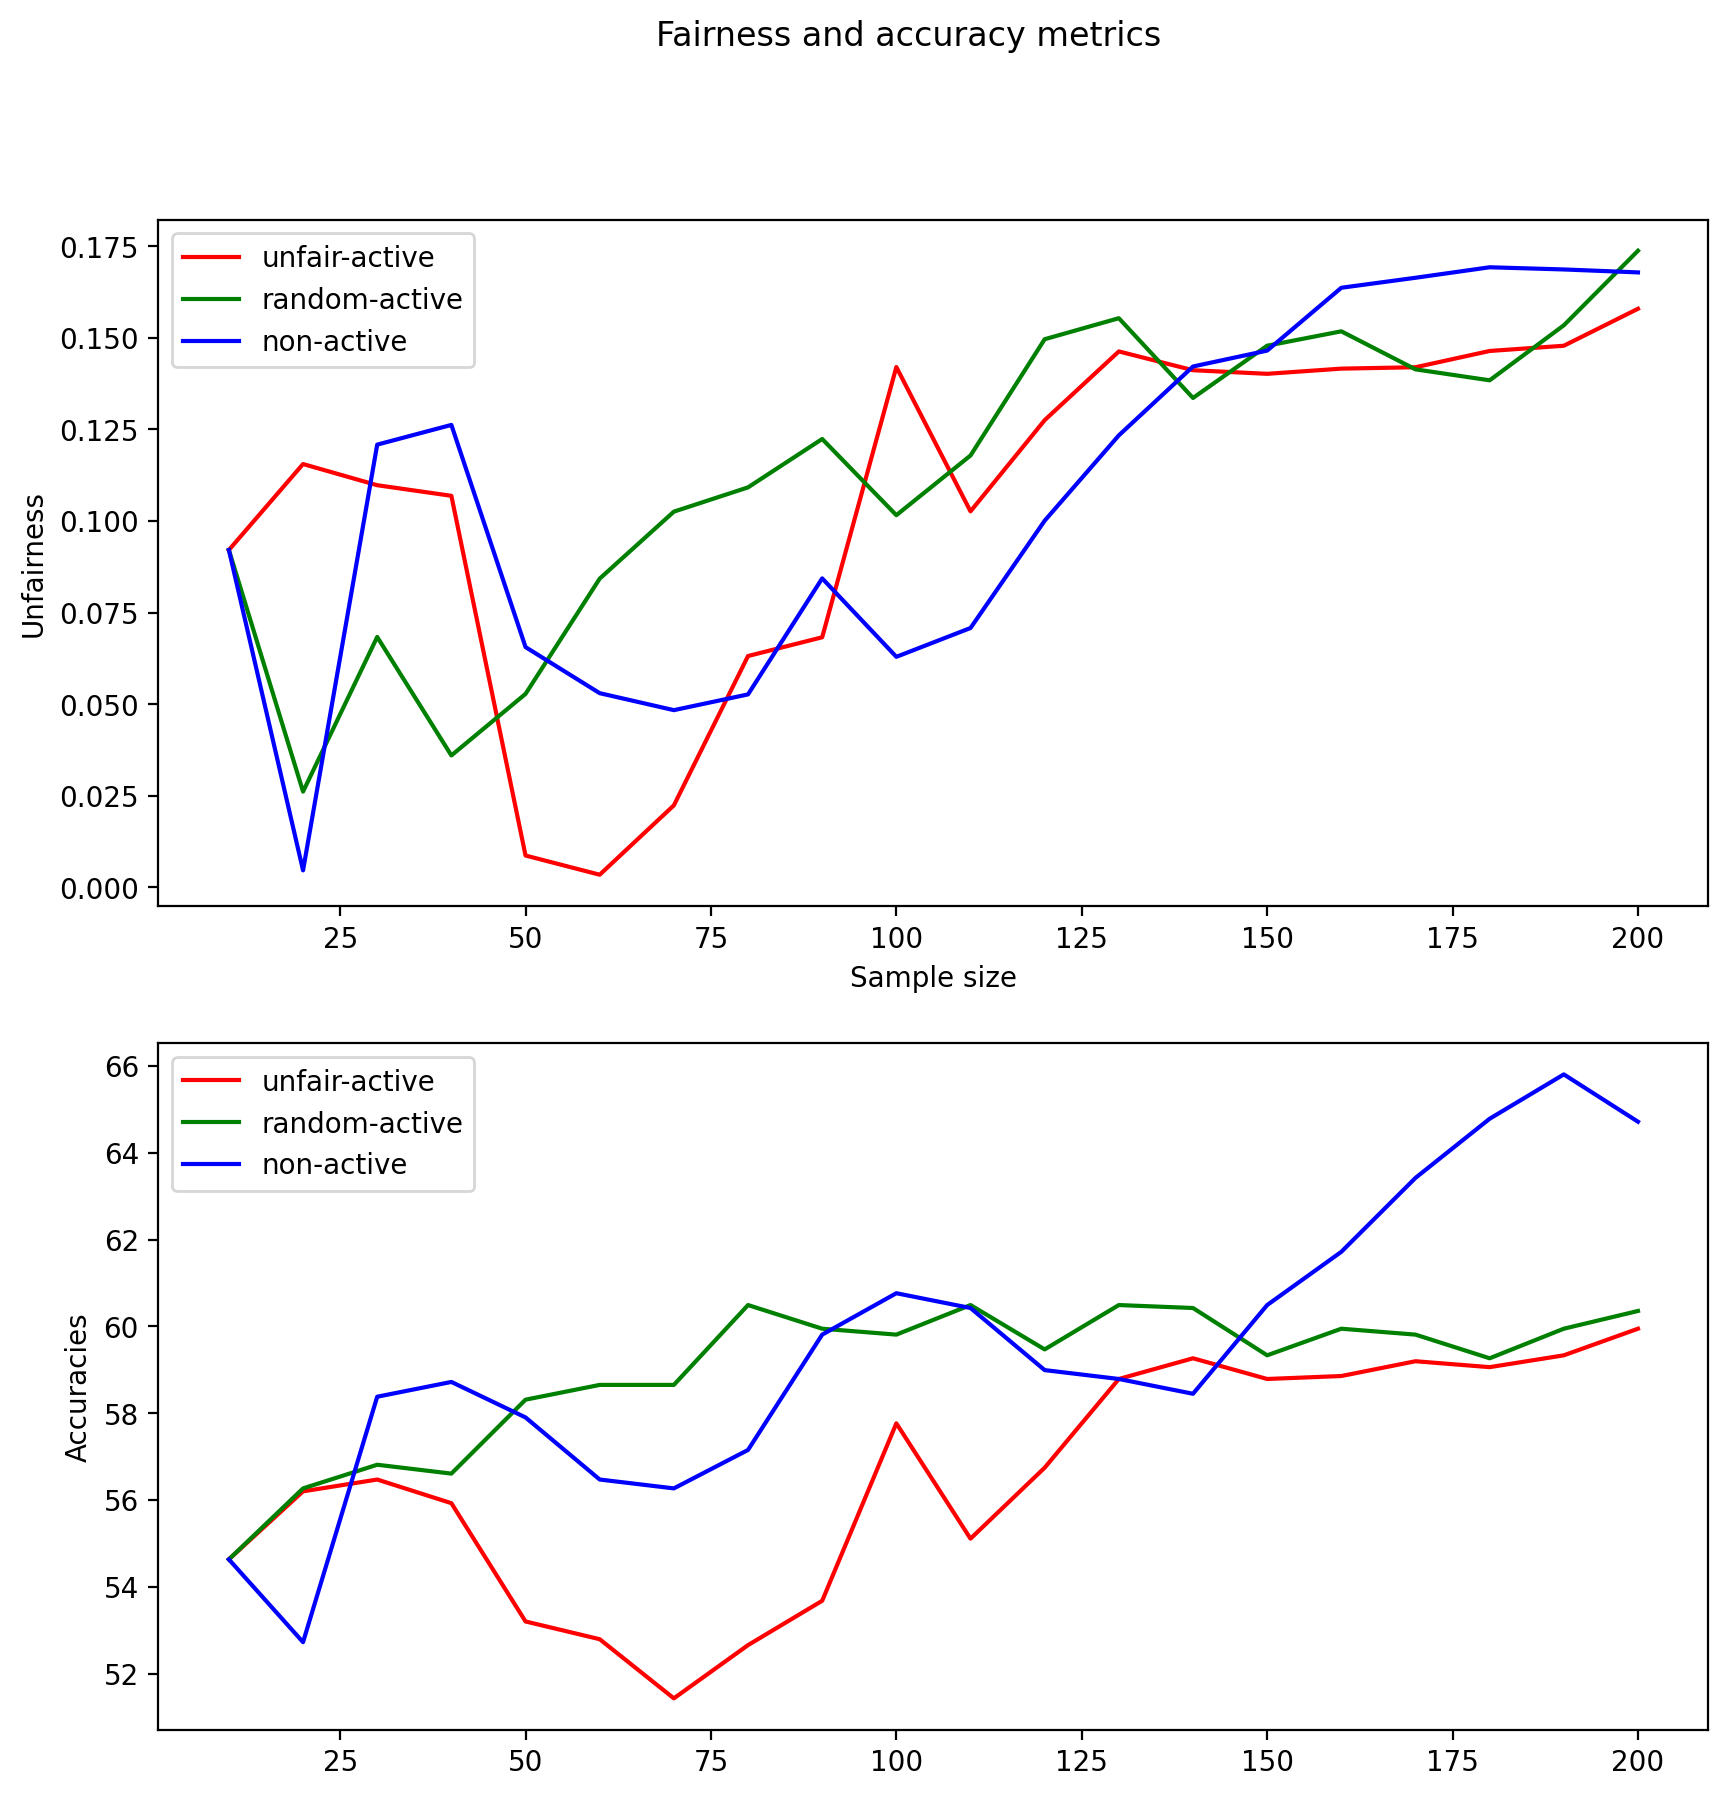 Fairness and accuracy metrics
unfair-active
random-active
non-active
Unfairness
0.175
0.150
0.125
0.100
0.075
0.050
0.025
0.000
25 50 75 100 125 150 175 200
Sample size
unfair-active
random-active
non-active
Accuracies
66
64
62
60
58
56
54
52
25 50 75 100 125 150 175 200